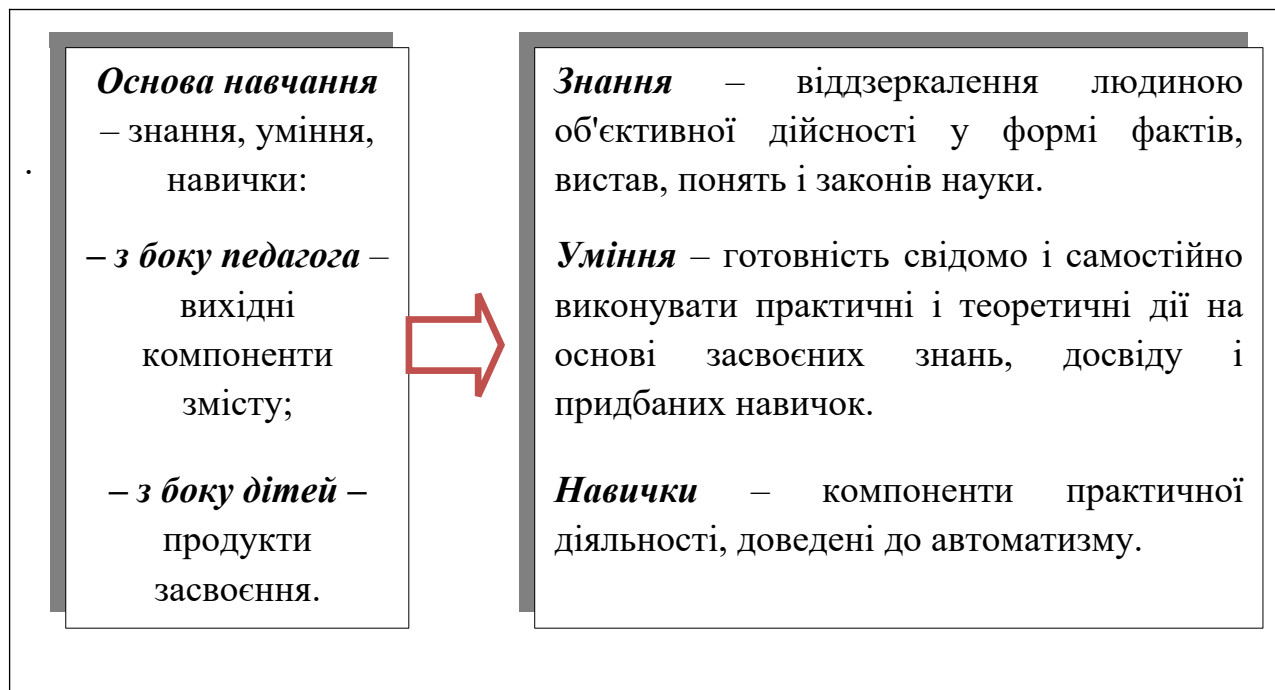 Основа навчання
– знання, уміння,
навички:
– з боку педагога –
вихідні
компоненти
змісту;
– з боку дітей –
продукти
засвоєння.
.
Знання – віддзеркалення людиною
об'єктивної дійсності у формі фактів,
вистав, понять і законів науки.
Уміння – готовність свідомо і самостійно
виконувати практичні і теоретичні дії на
основі засвоєних знань, досвіду і
придбаних навичок.
Навички – компоненти практичної
діяльності, доведені до автоматизму.